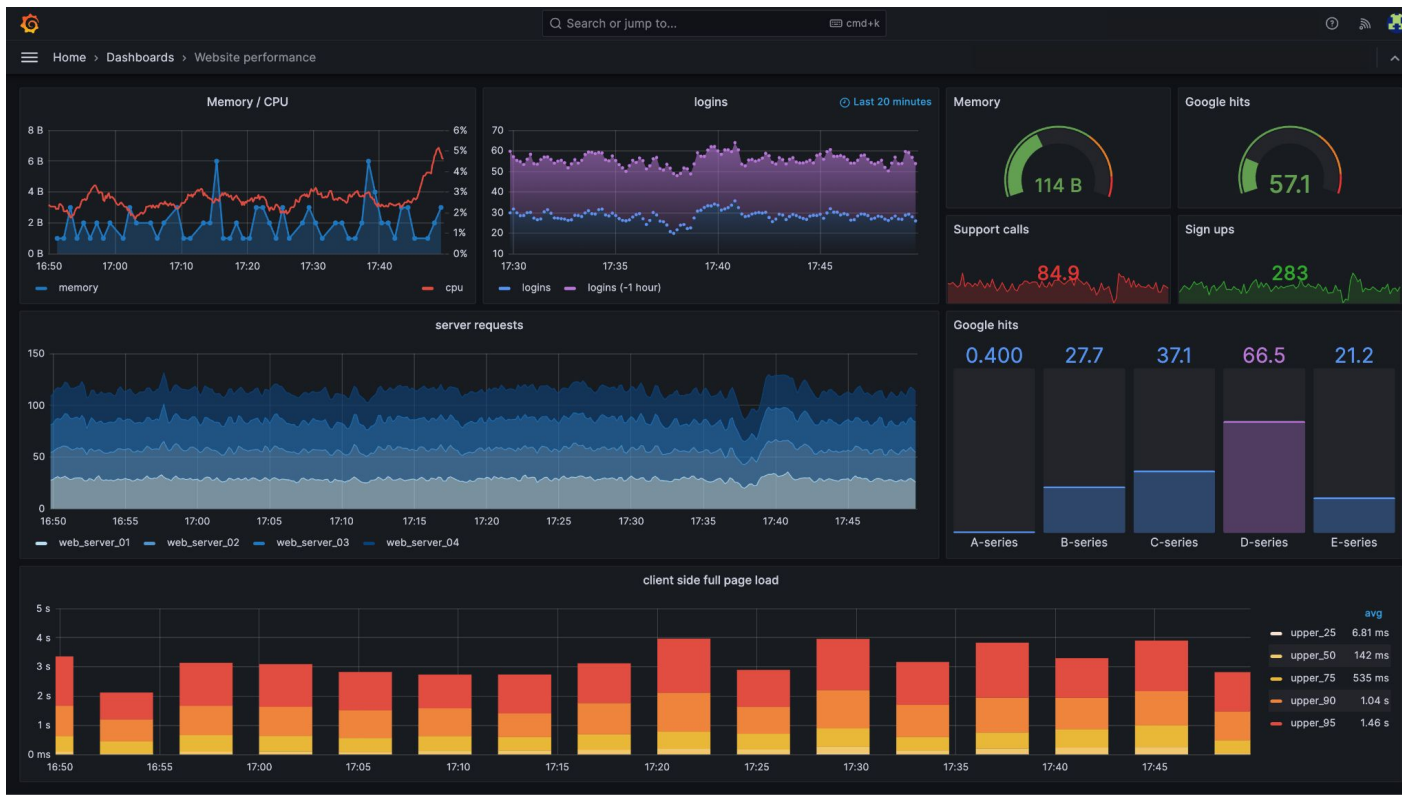 Search or jump to... cmd+k
Home › Dashboards › Website performance
Memory / CPU
8 B
6 B
4 B
2 B
0 B
6%
5%
4%
3%
2%
1%
0%
16:50 17:00 17:10 17:20 17:30 17:40
memory cpu
logins Last 20 minutes
70
60
50
40
30
20
10
17:30 17:35 17:40 17:45
logins logins (-1 hour)
Memory
114 B
Google hits
57.1
Support calls
84.9
Sign ups
283
server requests
150
100
50
0
16:50 16:55 17:00 17:05 17:10 17:15 17:20 17:25 17:30 17:35 17:40 17:45
web_server_01 web_server_02 web_server_03 web_server_04
Google hits
0.400 27.7 37.1 66.5 21.2
A-series B-series C-series D-series E-series
client side full page load
5 s
4 s
3 s
2 s
1 s
0 ms
16:50 16:55 17:00 17:05 17:10 17:15 17:20 17:25 17:30 17:35 17:40 17:45
avg
upper_25 6.81 ms
upper_50 142 ms
upper_75 535 ms
upper_90 1.04 s
upper_95 1.46 s